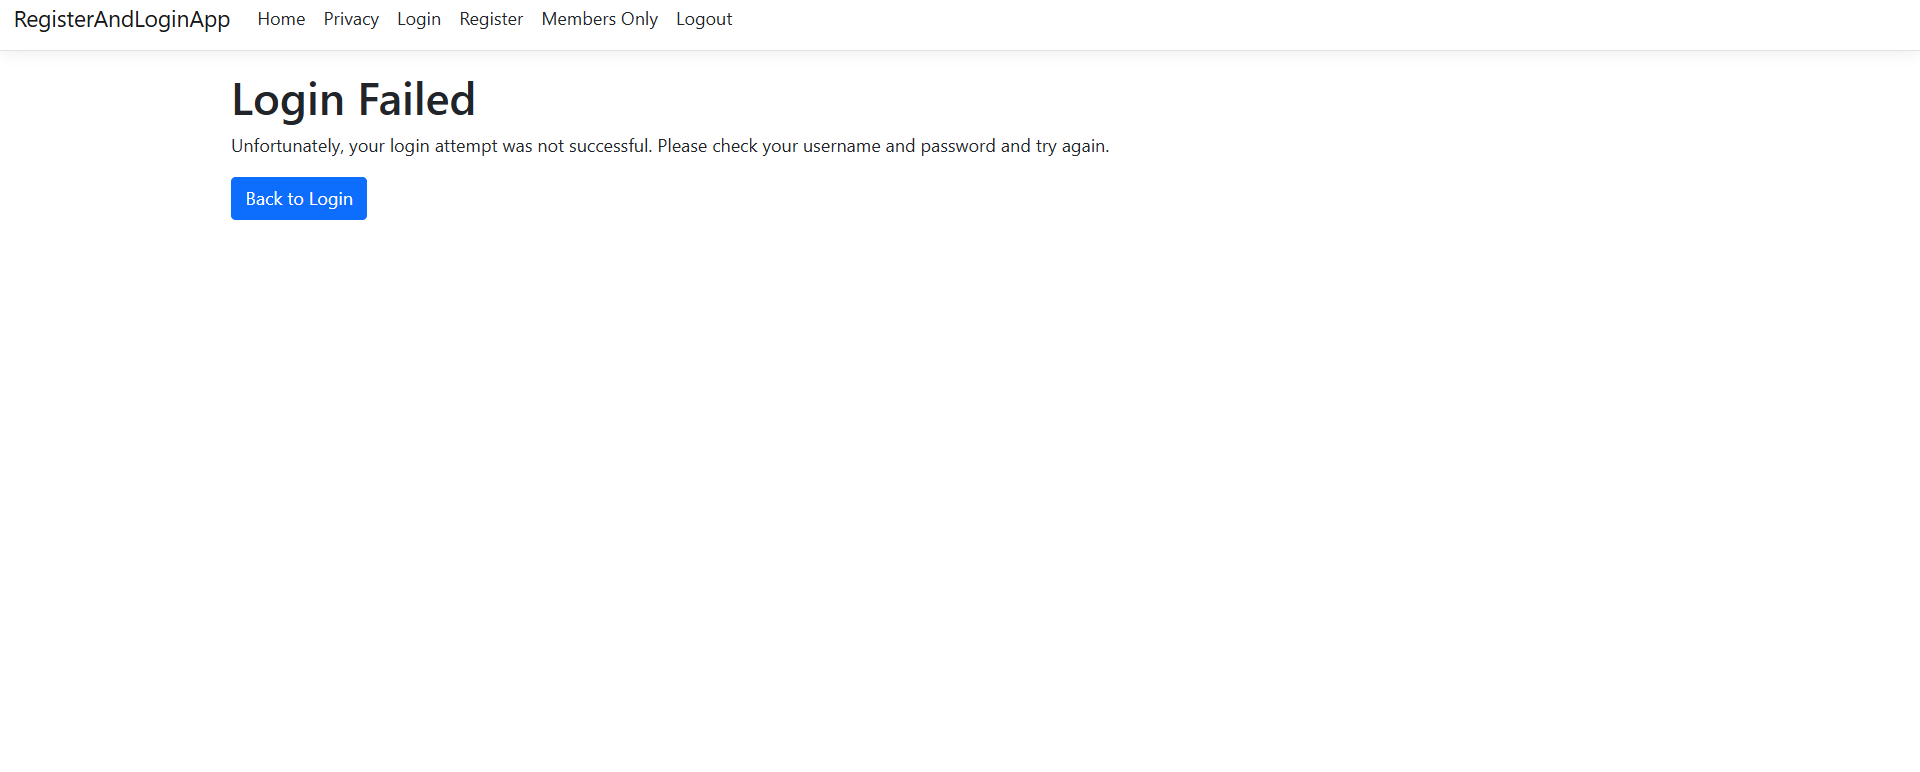 RegisterAndLoginApp Home Privacy Login Register Members Only Logout
Login Failed
Unfortunately, your login attempt was not successful. Please check your username and password and try again.
Back to Login